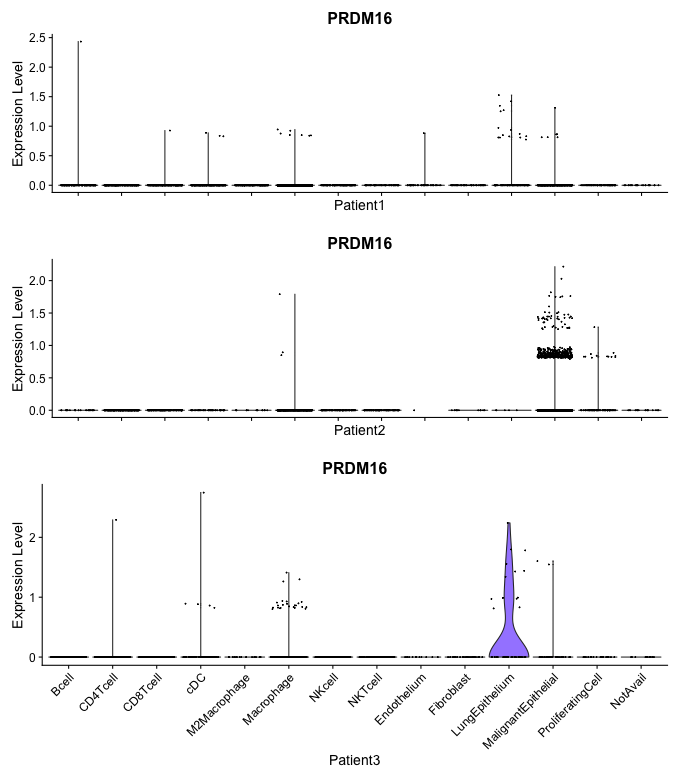 PRDM16
2.5
2.0
1.5
1.0
0.5
0.0
Expression Level
Patient1
PRDM16
2.0
1.5
1.0
0.5
0.0
Expression Level
Patient2
PRDM16
2
1
0
Expression Level
Bcell
CD4Tcell
CD8Tcell
cDC
M2Macrophage
Macrophage
NKcell
NKTcell
Endothelium
Fibroblast
LungEpithelium
MalignantEpithelial
ProliferatingCell
NotAvail
Patient3